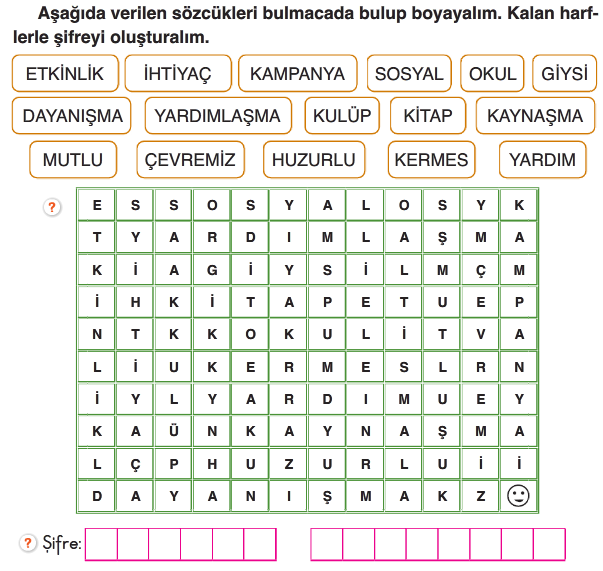 Aşağıda verilen sözcükleri bulmacada bulup boyayalım. Kalan harf-
lerle şifreyi oluşturalım.
ETKİNLİK İHTİYAÇ KAMPANYA SOSYAL OKUL GİYSİ
DAYANIŞMA YARDIMLAŞMA KULÜP KİTAP KAYNAŞMA
MUTLU ÇEVREMİZ HUZURLU KERMES YARDIM
? E S S O S Y A L O S Y K
T Y A R D I M L A Ş M A
K İ A G İ Y S İ L M Ç M
İ H K İ T A P E T U E P
N T K K O K U L İ T V A
L İ U K E R M E S L R N
İ Y L Y A R D I M U E Y
K A Ü N K A Y N A Ş M A
L Ç P H U Z U R L U İ İ
D A Y A N I Ş M A K Z
? Şifre: